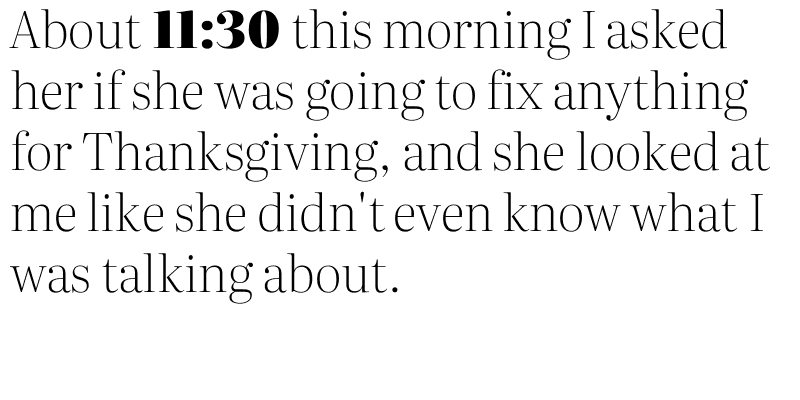 About 11:30 this morning I asked
her if she was going to fix anything
for Thanksgiving, and she looked at
me like she didn't even know what I
was talking about.